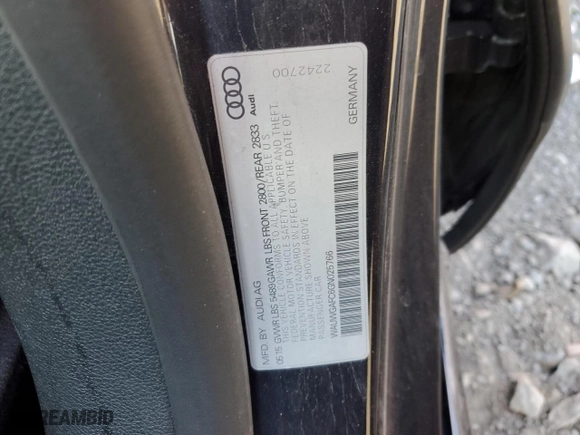 Audi
2242700
MFD. BY AUDI AG
GERMANY
05.15 GVWR LBS 5489/GAWR LBS FRONT 2800/REAR 2833
THIS VEHICLE CONFORMS TO ALL APPLICABLE U.S.
FEDERAL MOTOR VEHICLE SAFETY, BUMPER AND THEFT
PREVENTION STANDARDS IN EFFECT ON THE DATE OF
MANUFACTURE SHOWN ABOVE.
PASSENGER CAR
REAMBID